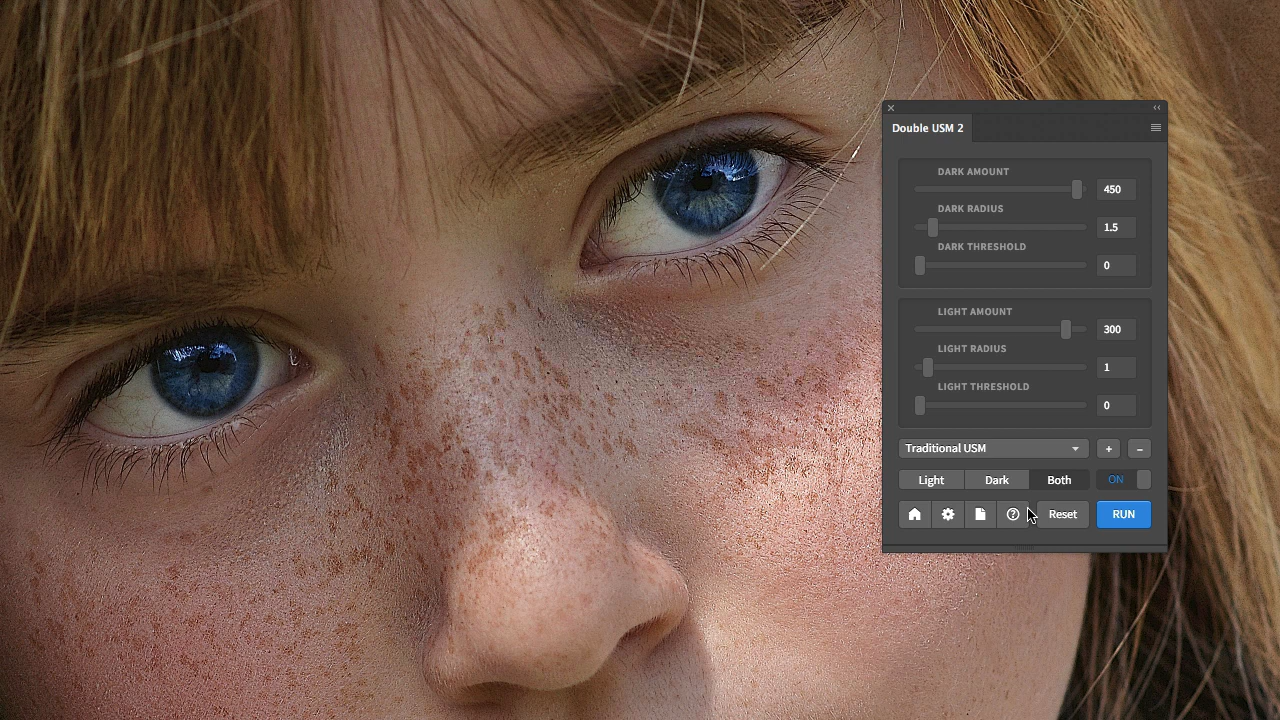 Double USM 2
DARK AMOUNT
450
DARK RADIUS
1.5
DARK THRESHOLD
0
LIGHT AMOUNT
300
LIGHT RADIUS
1
LIGHT THRESHOLD
0
Traditional USM
+ -
Light Dark Both ON
Reset RUN